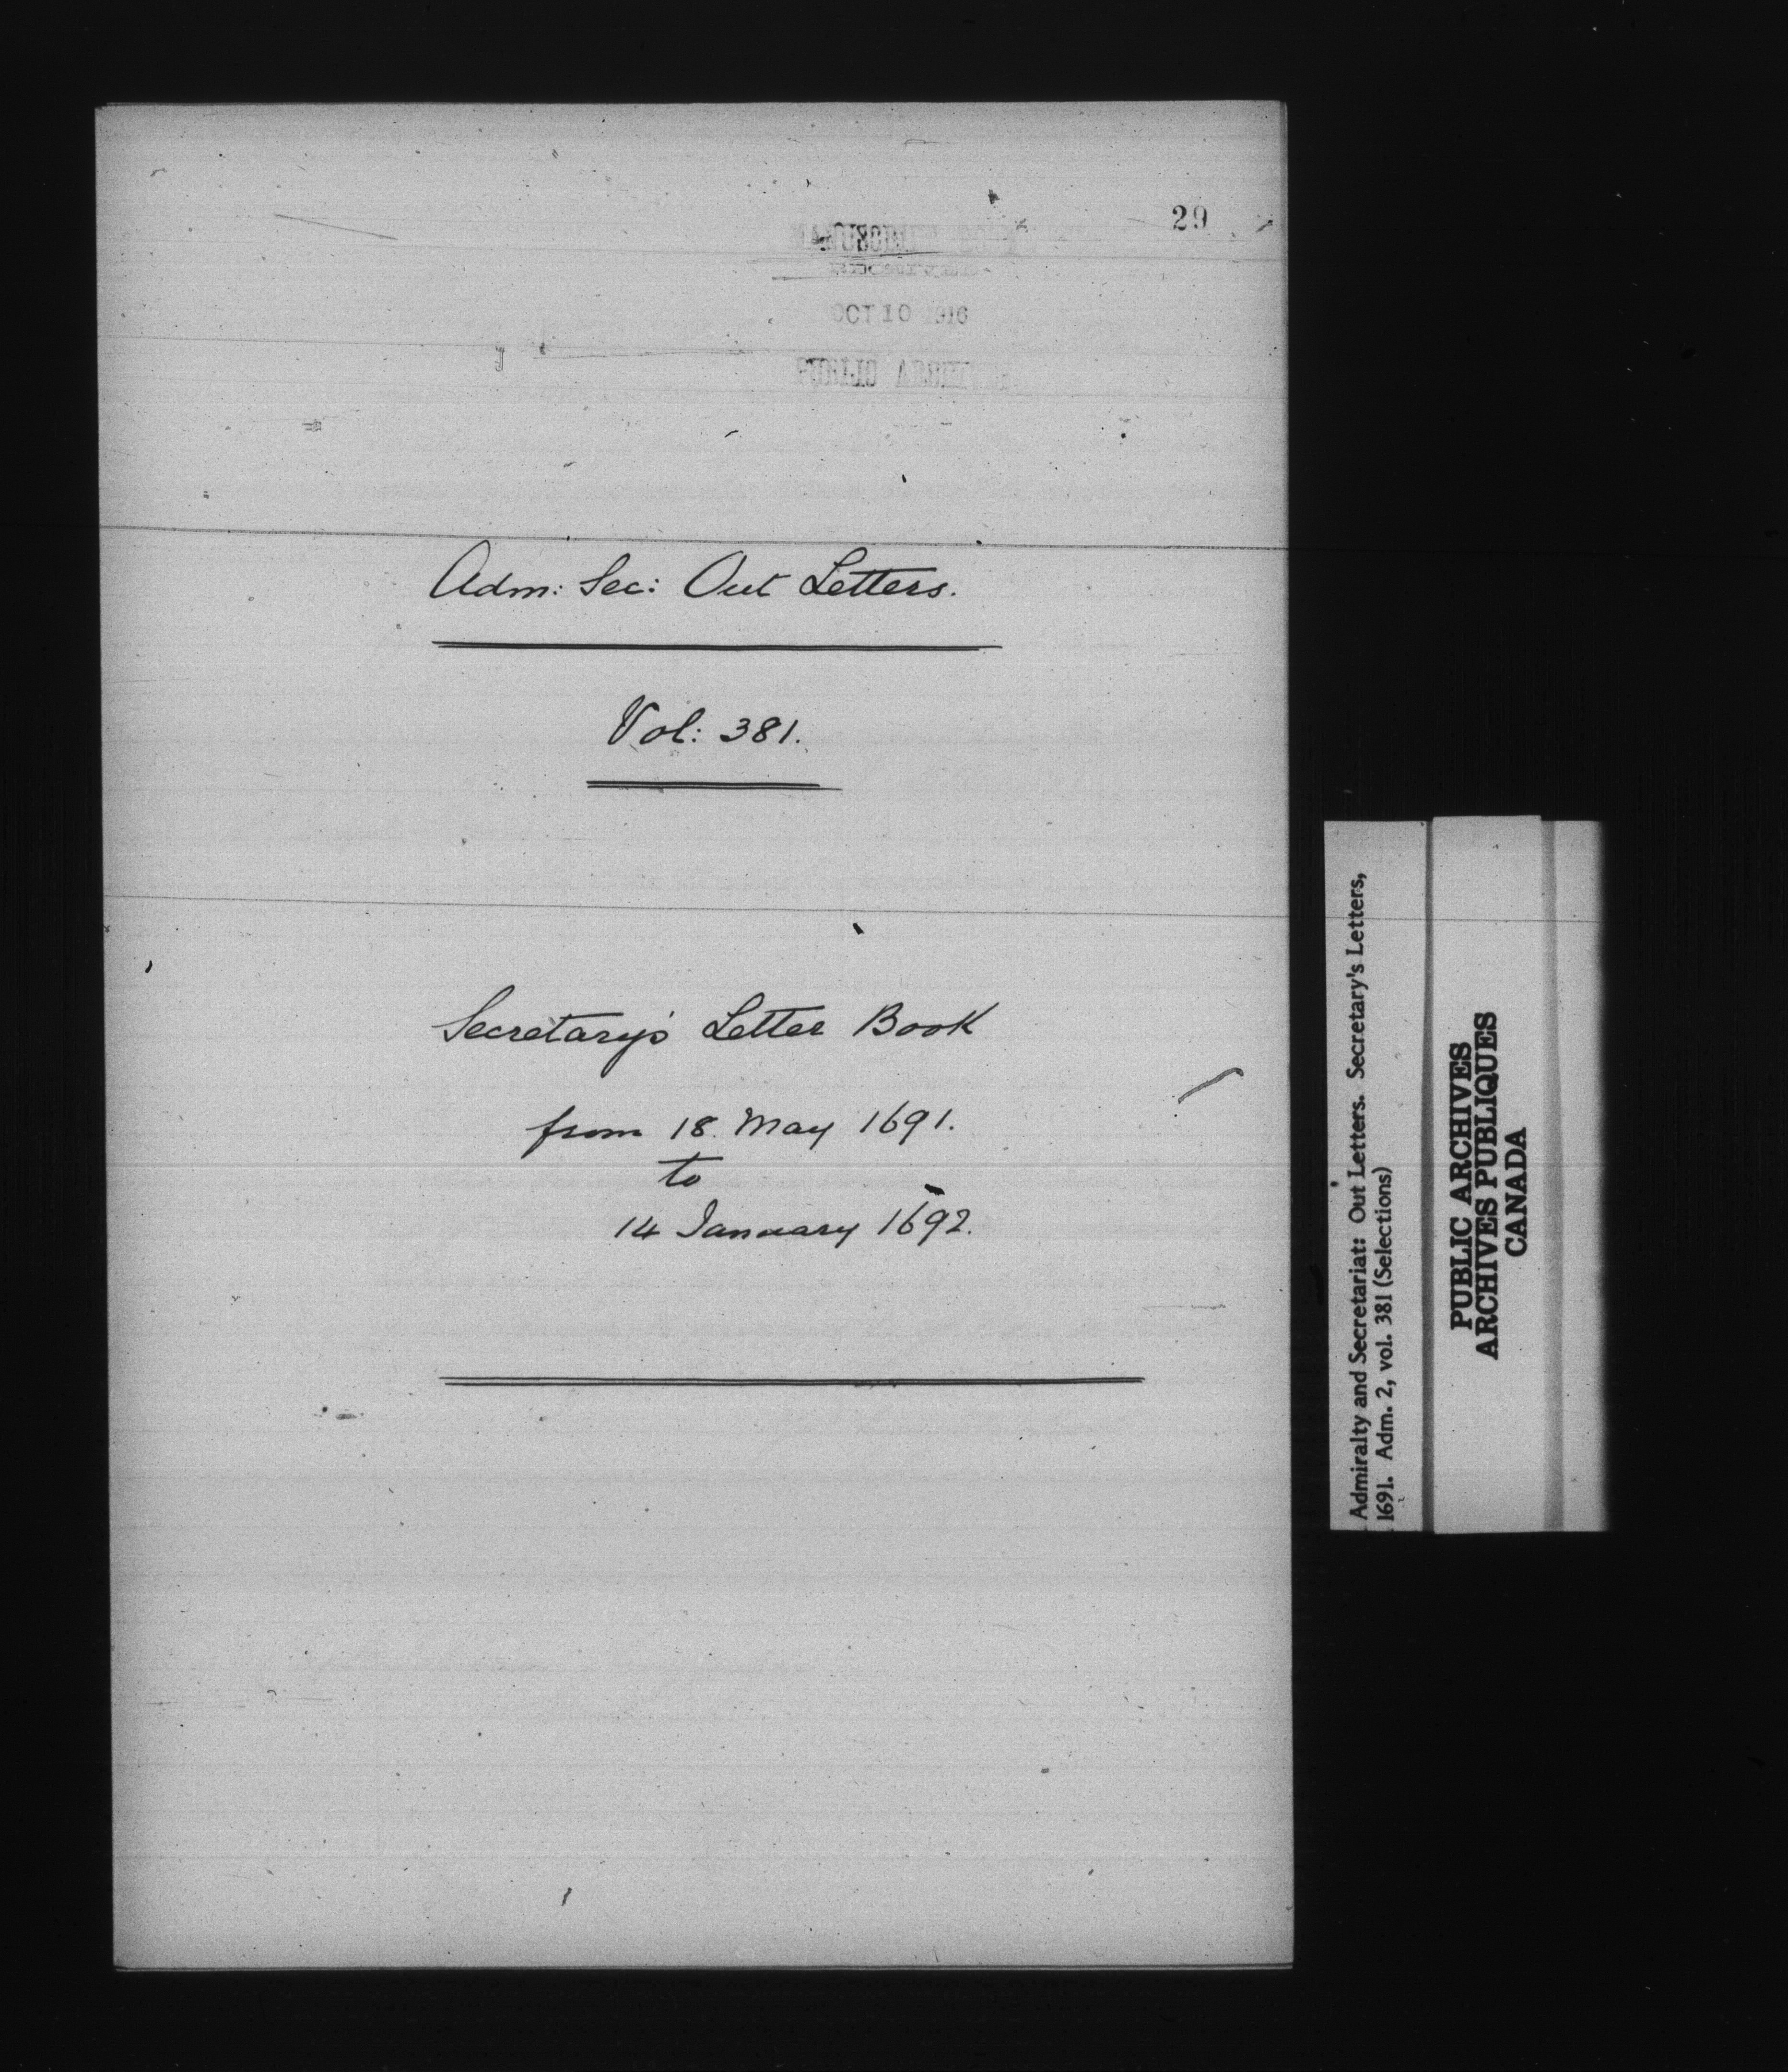 29
OCT 10 1916
PUBLIC ARCHIVES
Adm: Sec: Out Letters.
Vol: 381.
Secretary's Letter Book
from 18 May 1691.
to
14 January 1692.
Admiralty and Secretariat: Out Letters. Secretary's Letters,
1691. Adm. 2, vol. 381 (Selections)
PUBLIC ARCHIVES
ARCHIVES PUBLIQUES
CANADA